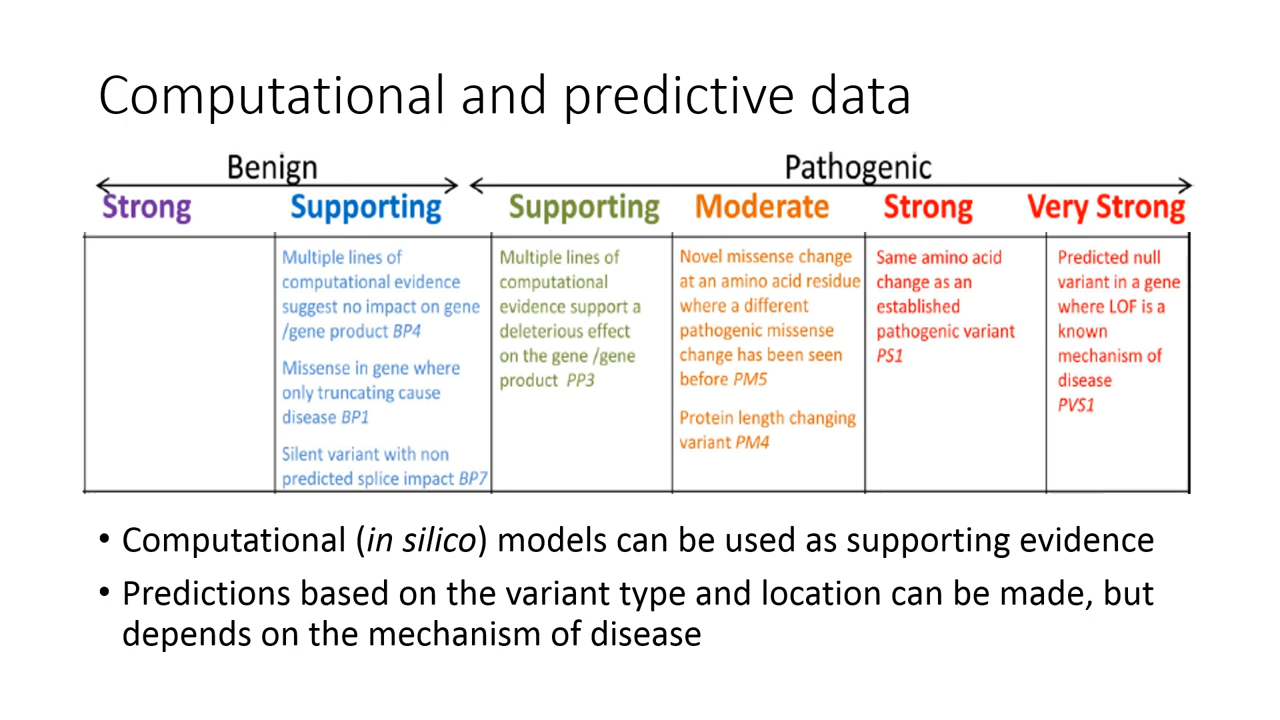 Computational and predictive data
Benign
Pathogenic
Strong
Supporting
Supporting
Moderate
Strong
Very Strong
Multiple lines of
computational evidence
suggest no impact on gene
/gene product BP4
Missense in gene where
only truncating cause
disease BP1
Silent variant with non
predicted splice impact BP7
Multiple lines of
computational
evidence support a
deleterious effect
on the gene /gene
product PP3
Novel missense change
at an amino acid residue
where a different
pathogenic missense
change has been seen
before PM5
Protein length changing
variant PM4
Same amino acid
change as an
established
pathogenic variant
PS1
Predicted null
variant in a gene
where LOF is a
known
mechanism of
disease
PVS1
• Computational (in silico) models can be used as supporting evidence
• Predictions based on the variant type and location can be made, but
depends on the mechanism of disease